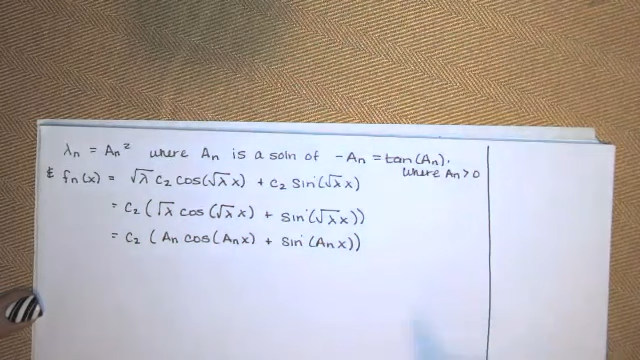 λn = An² where An is a soln of -An = tan(An).
where An > 0
& fn(x) = √λ c₂ cos(√λ x) + c₂ sin(√λ x)
= c₂ (√λ cos(√λ x) + sin(√λ x))
= c₂ (An cos(An x) + sin(An x))